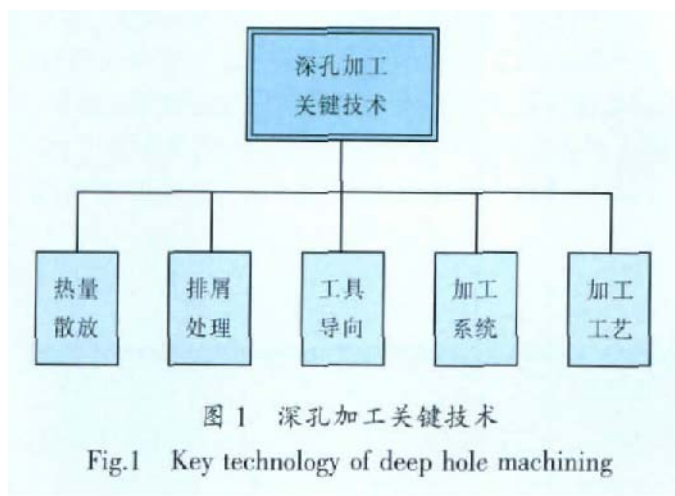 深孔加工
关键技术
热量
散放
排屑
处理
工具
导向
加工
系统
加工
工艺
图 1 深孔加工关键技术
Fig.1 Key technology of deep hole machining